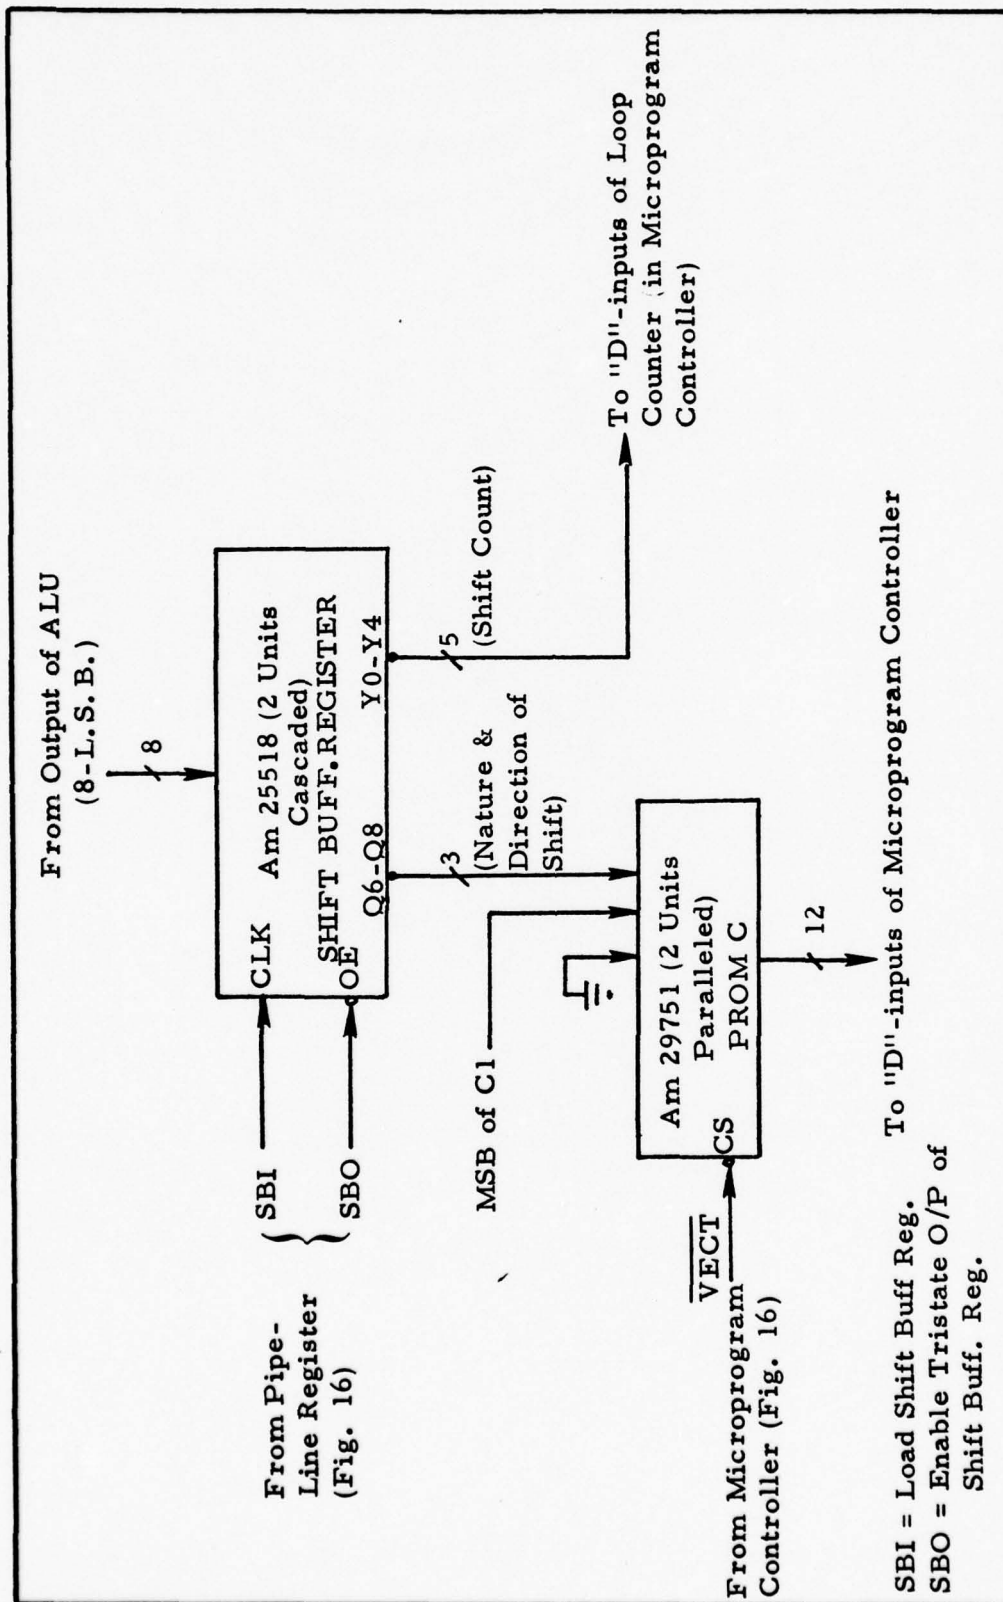 From Output of ALU
(8-L.S.B.)
8
CLK Am 25518 (2 Units
Cascaded)
SHIFT BUFF.REGISTER
OE
Q6-Q8 Y0-Y4
SBI
SBO
From Pipe-
Line Register
(Fig. 16)
5
(Shift Count)
3
(Nature &
Direction of
Shift)
To "D"-inputs of Loop
Counter (in Microprogram
Controller)
MSB of C1
Am 29751 (2 Units
Paralleled)
PROM C
CS
VECT
From Microprogram
Controller (Fig. 16)
12
To "D"-inputs of Microprogram Controller
SBI = Load Shift Buff Reg.
SBO = Enable Tristate O/P of
Shift Buff. Reg.